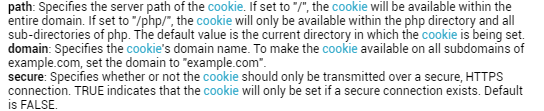 path: Specifies the server path of the cookie. If set to "/", the cookie will be available within the
entire domain. If set to "/php/", the cookie will only be available within the php directory and all
sub-directories of php. The default value is the current directory in which the cookie is being set.
domain: Specifies the cookie's domain name. To make the cookie available on all subdomains of
example.com, set the domain to "example.com".
secure: Specifies whether or not the cookie should only be transmitted over a secure, HTTPS
connection. TRUE indicates that the cookie will only be set if a secure connection exists. Default
is FALSE.